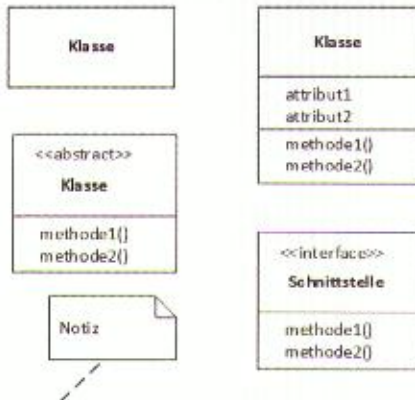 Klasse
<<abstract>>
Klasse
methode1()
methode2()
Notiz
Klasse
attribut1
attribut2
methode1()
methode2()
<<interface>>
Schnittstelle
methode1()
methode2()